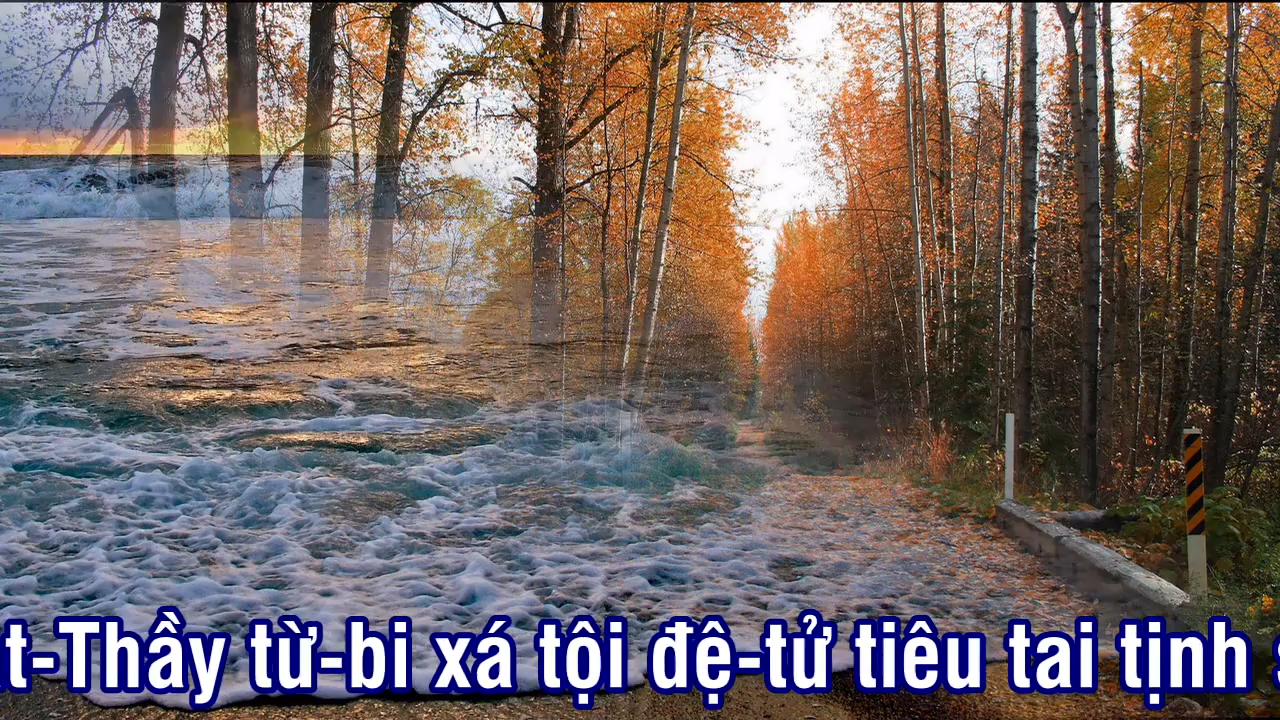 -Thầy từ-bi xá tội đệ-tử tiêu tai tịnh